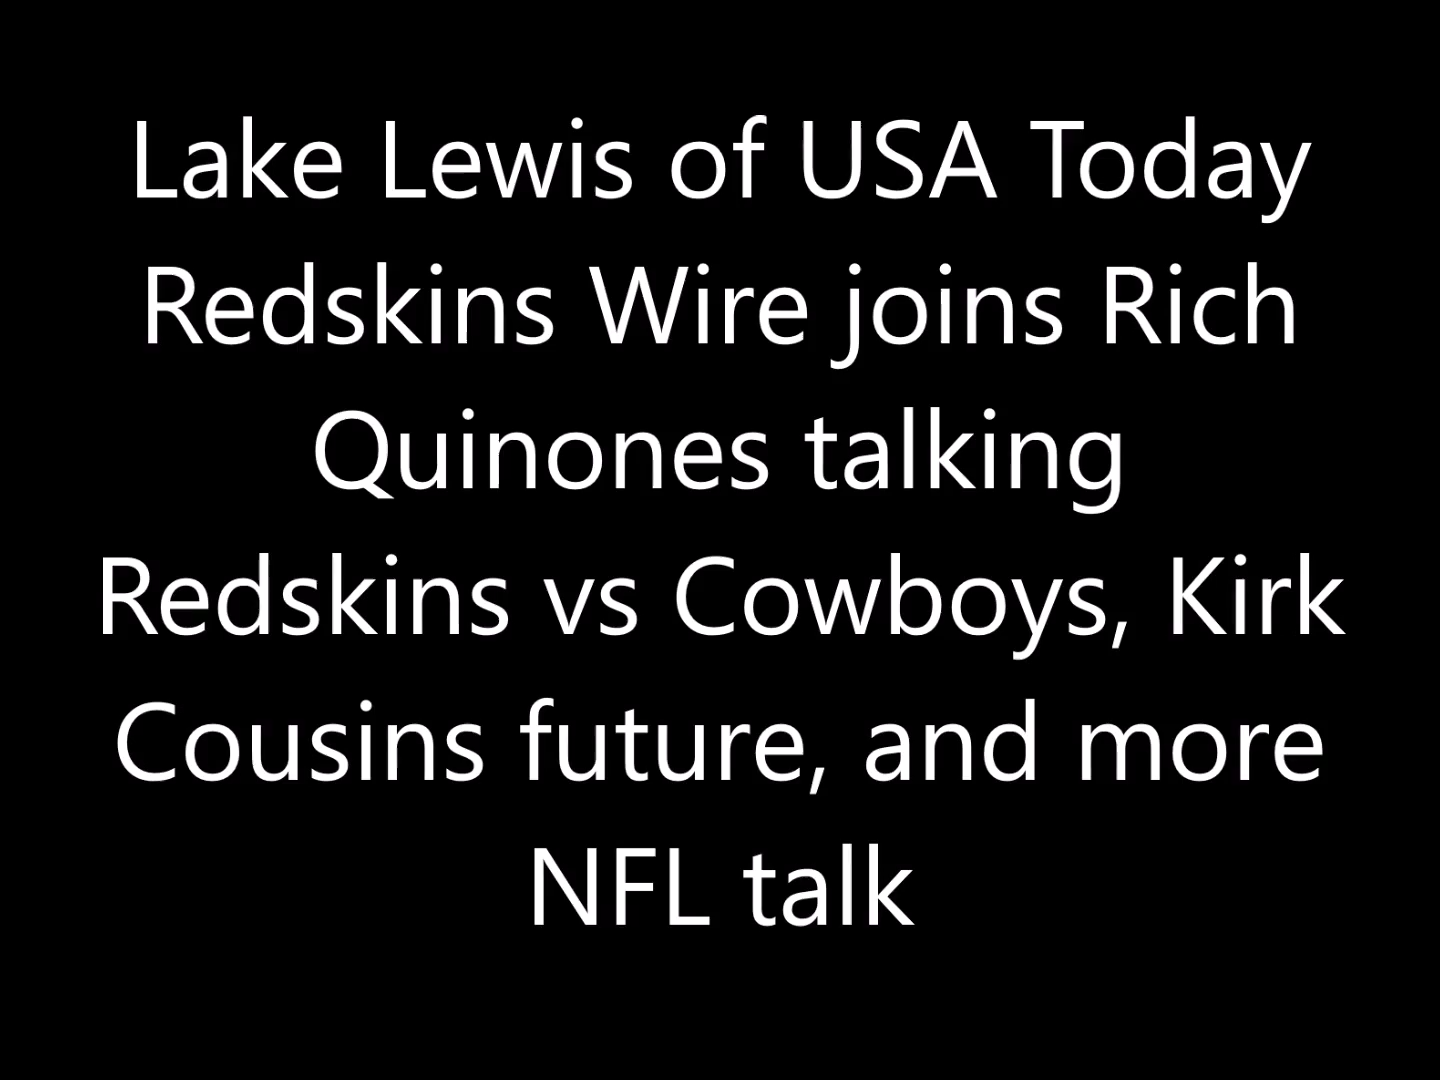 Lake Lewis of USA Today
Redskins Wire joins Rich
Quinones talking
Redskins vs Cowboys, Kirk
Cousins future, and more
NFL talk